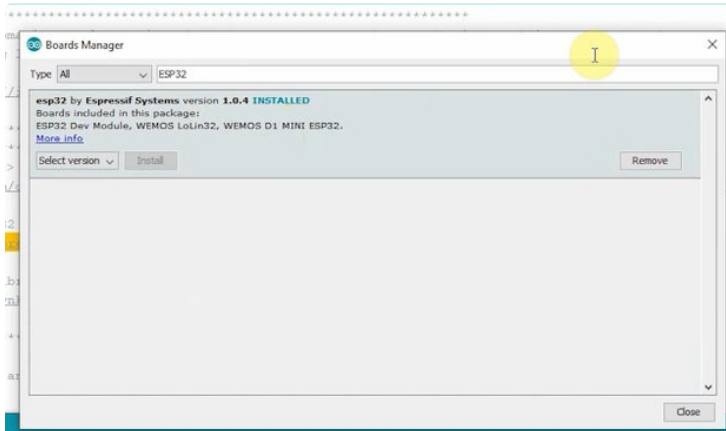 Boards Manager
Type All ESP32
esp32 by Espressif Systems version 1.0.4 INSTALLED
Boards included in this package:
ESP32 Dev Module, WEMOS LoLin32, WEMOS D1 MINI ESP32.
More info
Select version Install Remove
Close